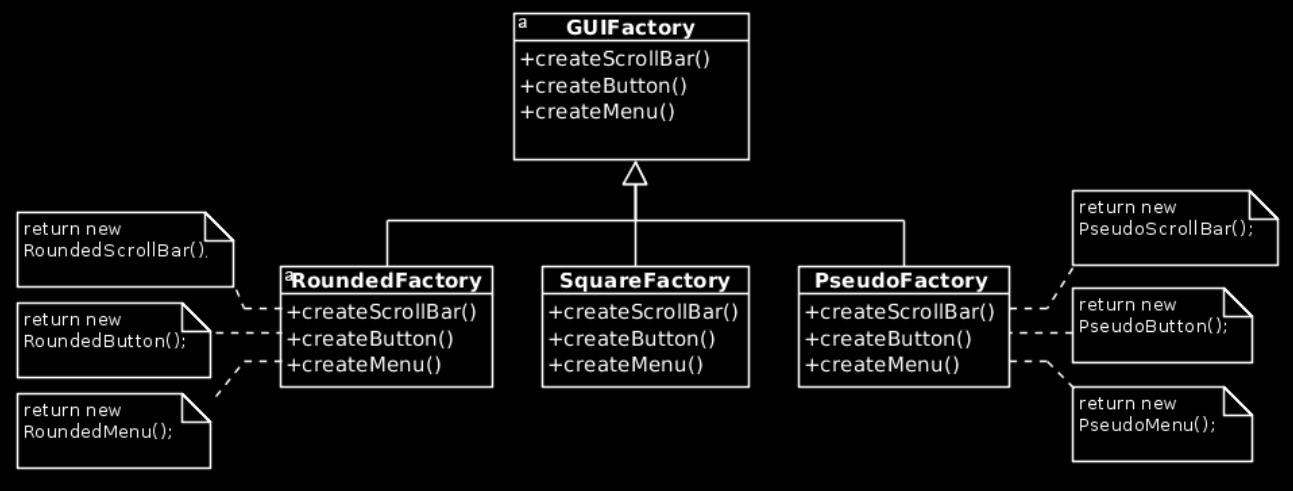 a
GUIFactory
+createScrollBar()
+createButton()
+createMenu()
return new
RoundedScrollBar().
return new
RoundedButton();
return new
RoundedMenu();
a
RoundedFactory
+createScrollBar()
+createButton()
+createMenu()
SquareFactory
+createScrollBar()
+createButton()
+createMenu()
PseudoFactory
+createScrollBar()
+createButton()
+createMenu()
return new
PseudoScrollBar();
return new
PseudoButton();
return new
PseudoMenu();